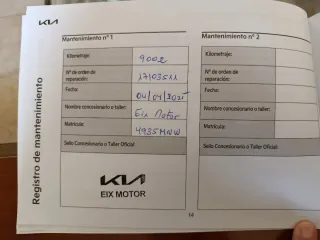 KIA
Registro de mantenimiento
Mantenimiento nº 1
Kilometraje: 9002
Nº de orden de reparación: 17103511
Fecha: 04/04/2025
Nombre concesionario o taller: Eix Motor
Matrícula: 4985MWW
Sello Concesionario o Taller Oficial:
KIA
EIX MOTOR
14
Mantenimiento nº 2
Kilometraje:
Nº de orden de reparación:
Fecha:
Nombre concesionario o taller:
Matrícula:
Sello Concesionario o Taller Oficial: